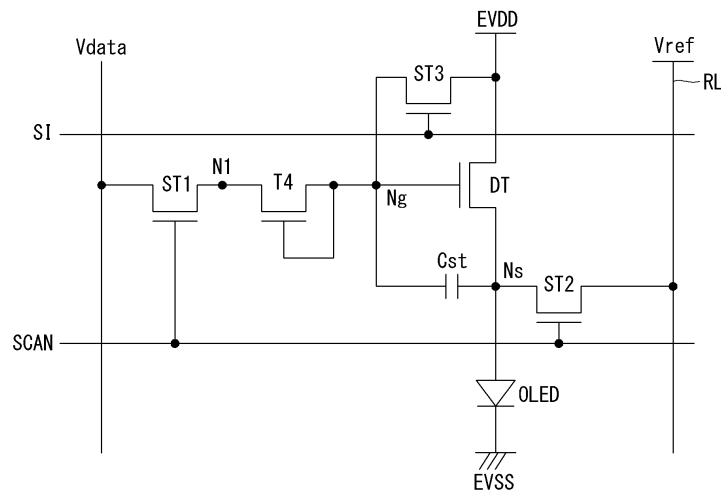 EVDD
Vdata
Vref
ST3
RL
SI
N1
ST1
T4
Ng
DT
Cst
Ns
ST2
SCAN
OLED
EVSS